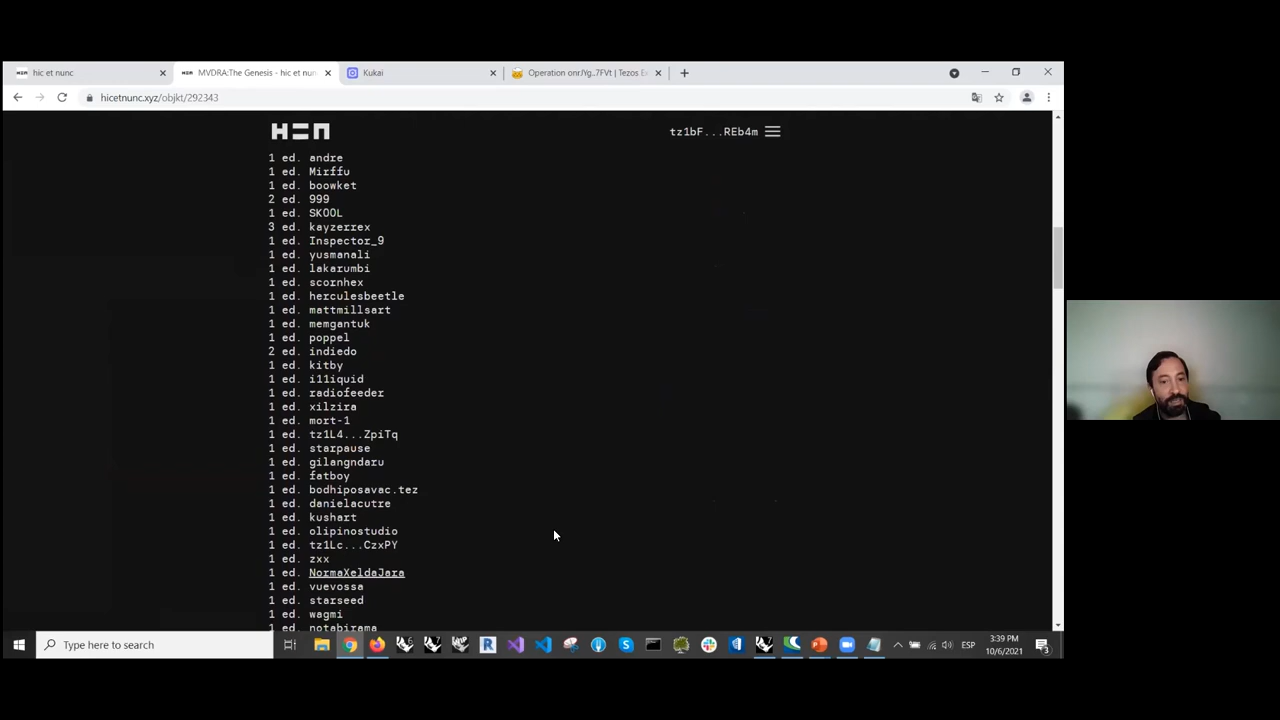 hic et nunc
MVDRA:The Genesis - hic et nun
Kukai
Operation onrJYg..7FVt | Tezos Ex
hicetnunc.xyz/objkt/292343
tz1bF...REb4m
1 ed. andre
1 ed. Mirffu
1 ed. boowket
2 ed. 999
1 ed. SKOOL
3 ed. kayzerrex
1 ed. Inspector_9
1 ed. yusmanali
1 ed. lakarumbi
1 ed. scornhex
1 ed. herculesbeetle
1 ed. mattmillsart
1 ed. memgantuk
1 ed. poppel
2 ed. indiedo
1 ed. kitby
1 ed. i11iquid
1 ed. radiofeeder
1 ed. xilzira
1 ed. mort-1
1 ed. tz1L4...ZpiTq
1 ed. starpause
1 ed. gilangndaru
1 ed. fatboy
1 ed. bodhiposavac.tez
1 ed. danielacutre
1 ed. kushart
1 ed. olipinostudio
1 ed. tz1Lc...CzxPY
1 ed. zxx
1 ed. NormaXeldaJara
1 ed. vuevossa
1 ed. starseed
1 ed. wagmi
1 ed. notabirama
Type here to search
ESP
3:39 PM
10/6/2021